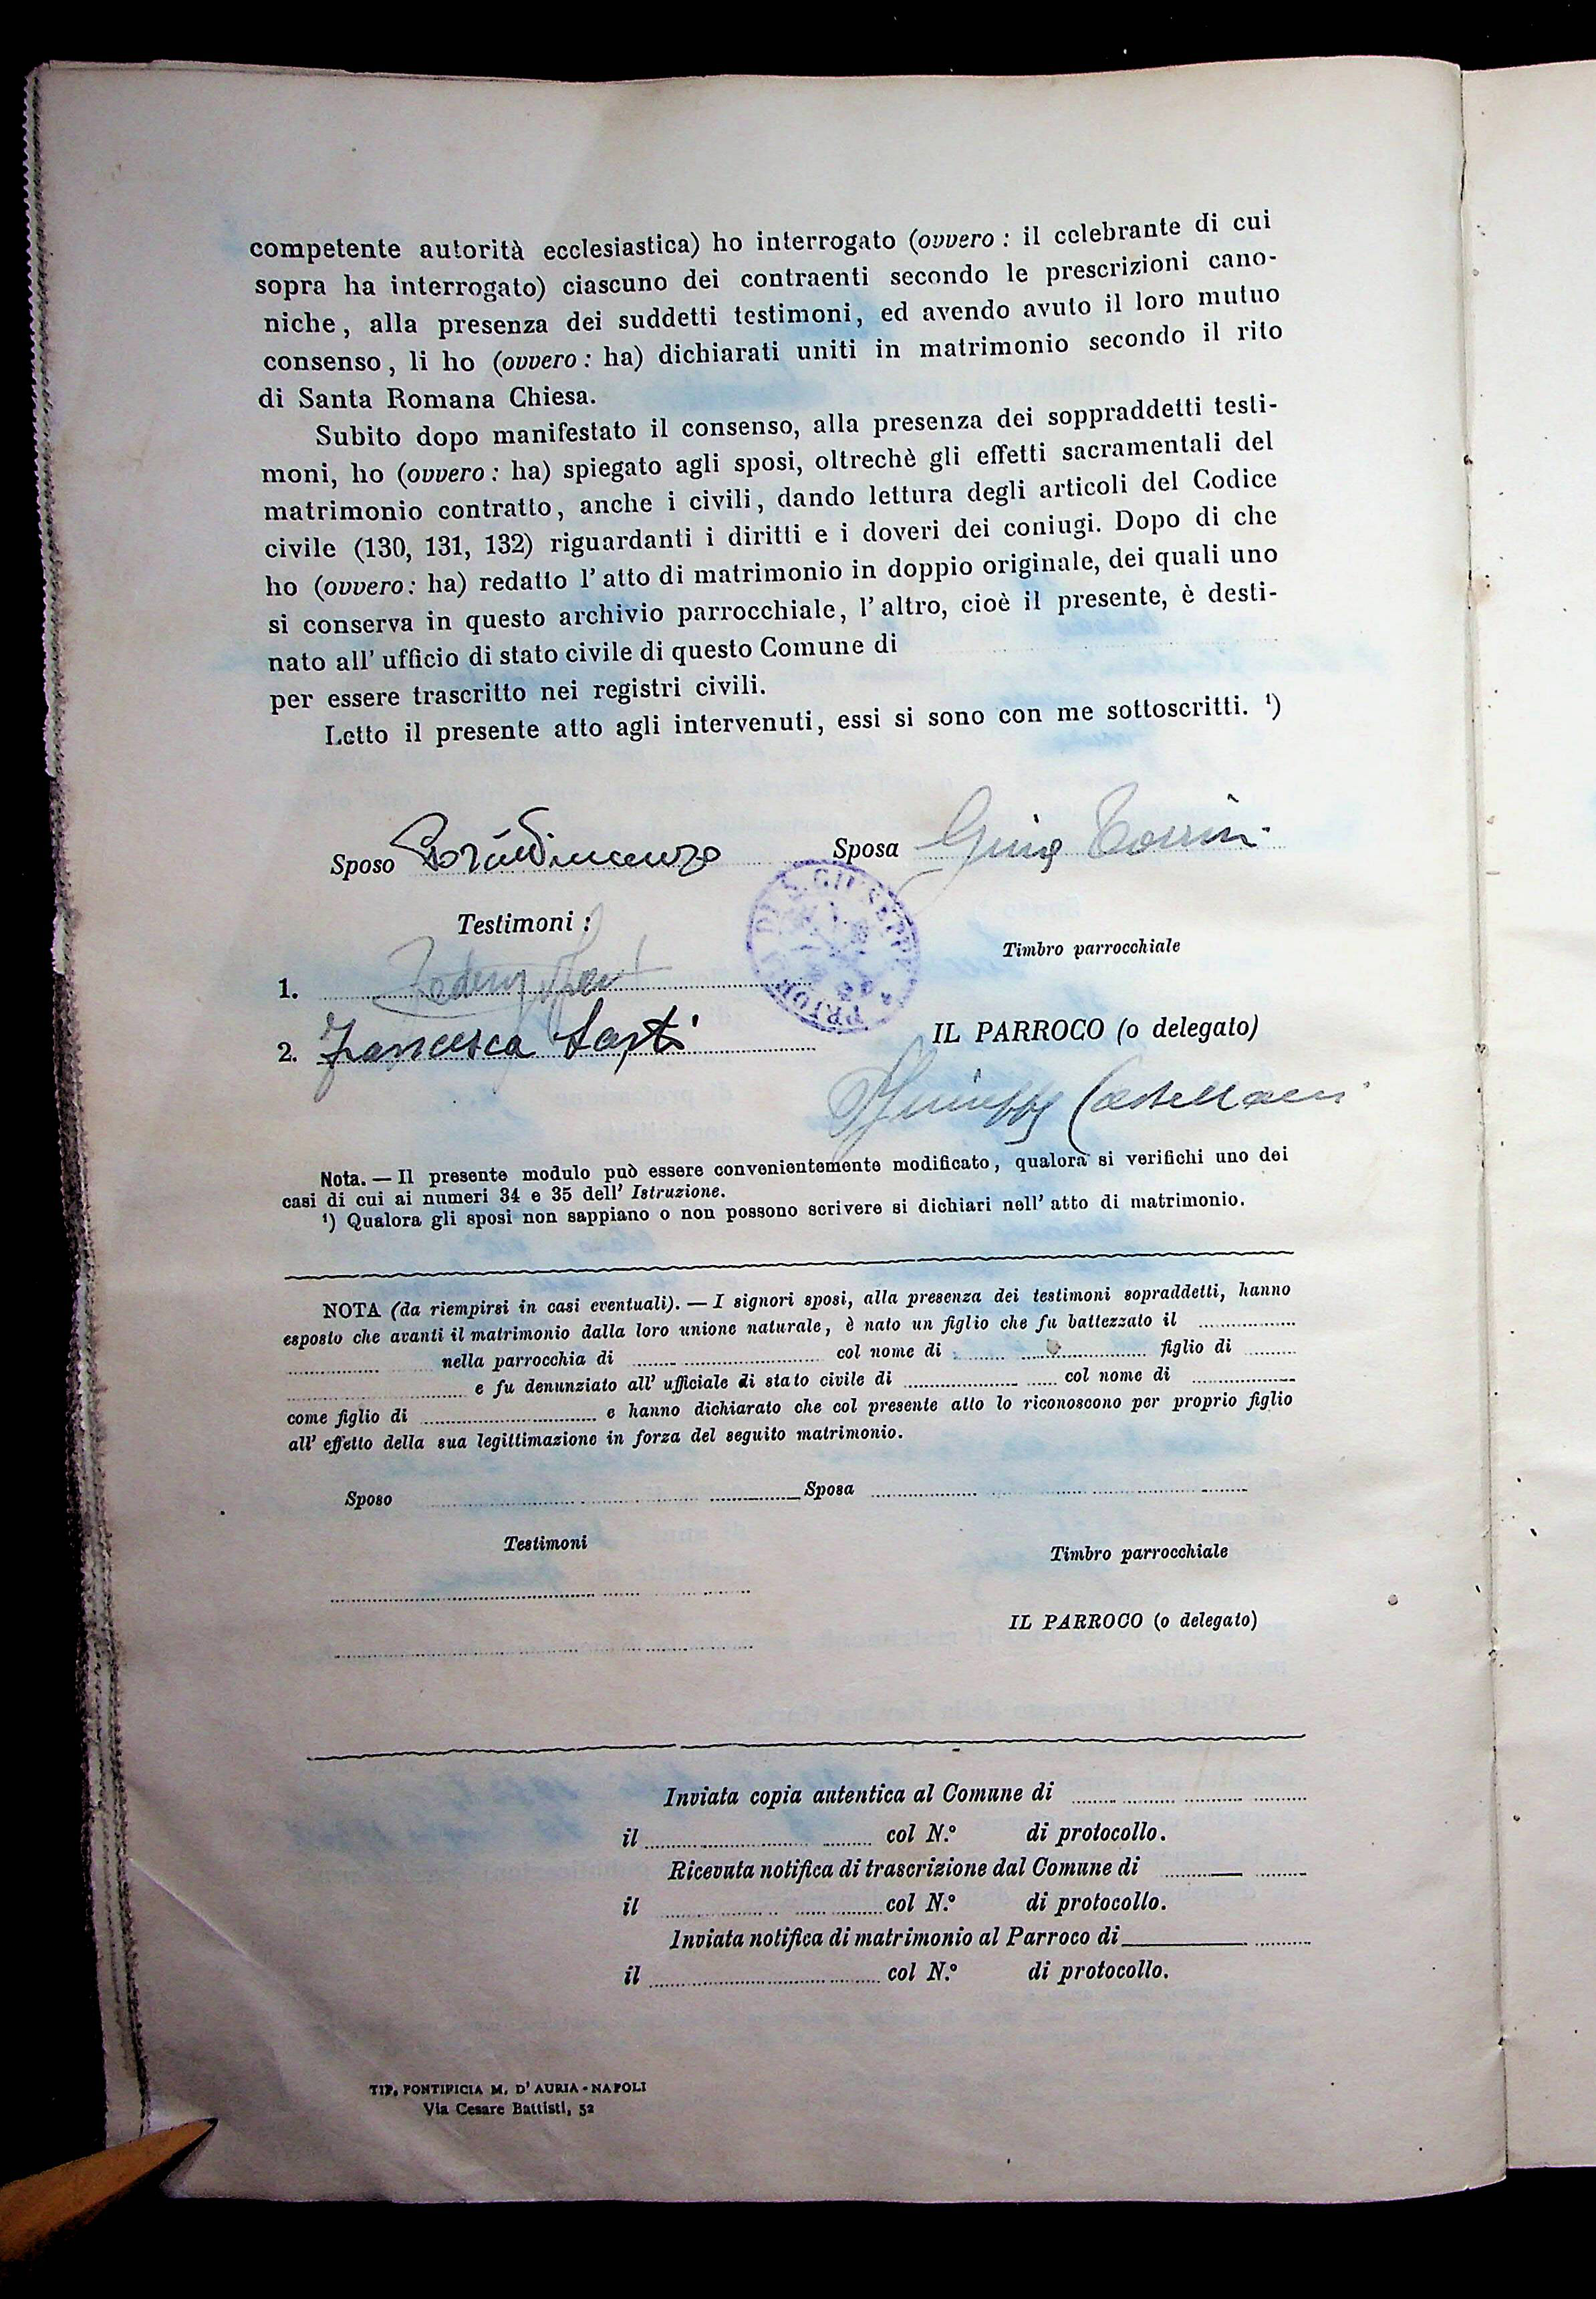 competente autorità ecclesiastica) ho interrogato (ovvero : il celebrante di cui
sopra ha interrogato) ciascuno dei contraenti secondo le prescrizioni cano-
niche, alla presenza dei suddetti testimoni, ed avendo avuto il loro mutuo
consenso, li ho (ovvero : ha) dichiarati uniti in matrimonio secondo il rito
di Santa Romana Chiesa.
Subito dopo manifestato il consenso, alla presenza dei soppraddetti testi-
moni, ho (ovvero : ha) spiegato agli sposi, oltrechè gli effetti sacramentali del
matrimonio contratto, anche i civili, dando lettura degli articoli del Codice
civile (130, 131, 132) riguardanti i diritti e i doveri dei coniugi. Dopo di che
ho (ovvero : ha) redatto l' atto di matrimonio in doppio originale, dei quali uno
si conserva in questo archivio parrocchiale, l' altro, cioè il presente, è desti-
nato all' ufficio di stato civile di questo Comune di
per essere trascritto nei registri civili.
Letto il presente atto agli intervenuti, essi si sono con me sottoscritti. ¹)
Sposo Sposa Gina
Testimoni :
Timbro parrocchiale
1.
2. Francesca Sarti
IL PARROCO (o delegato)
Castellani
Nota. — Il presente modulo può essere convenientemente modificato, qualora si verifichi uno dei
casi di cui ai numeri 34 e 35 dell' Istruzione.
¹) Qualora gli sposi non sappiano o non possono scrivere si dichiari nell' atto di matrimonio.
NOTA (da riempirsi in casi eventuali). — I signori sposi, alla presenza dei testimoni sopraddetti, hanno
esposto che avanti il matrimonio dalla loro unione naturale, è nato un figlio che fu battezzato il
nella parrocchia di col nome di figlio di
e fu denunziato all' ufficiale di stato civile di col nome di
come figlio di e hanno dichiarato che col presente atto lo riconoscono per proprio figlio
all' effetto della sua legittimazione in forza del seguito matrimonio.
Sposo Sposa
Testimoni
Timbro parrocchiale
IL PARROCO (o delegato)
Inviata copia autentica al Comune di
il col N.º di protocollo.
Ricevuta notifica di trascrizione dal Comune di
il col N.º di protocollo.
Inviata notifica di matrimonio al Parroco di
il col N.º di protocollo.
TIP. PONTIFICIA M. D' AURIA - NAPOLI
Via Cesare Battisti, 52